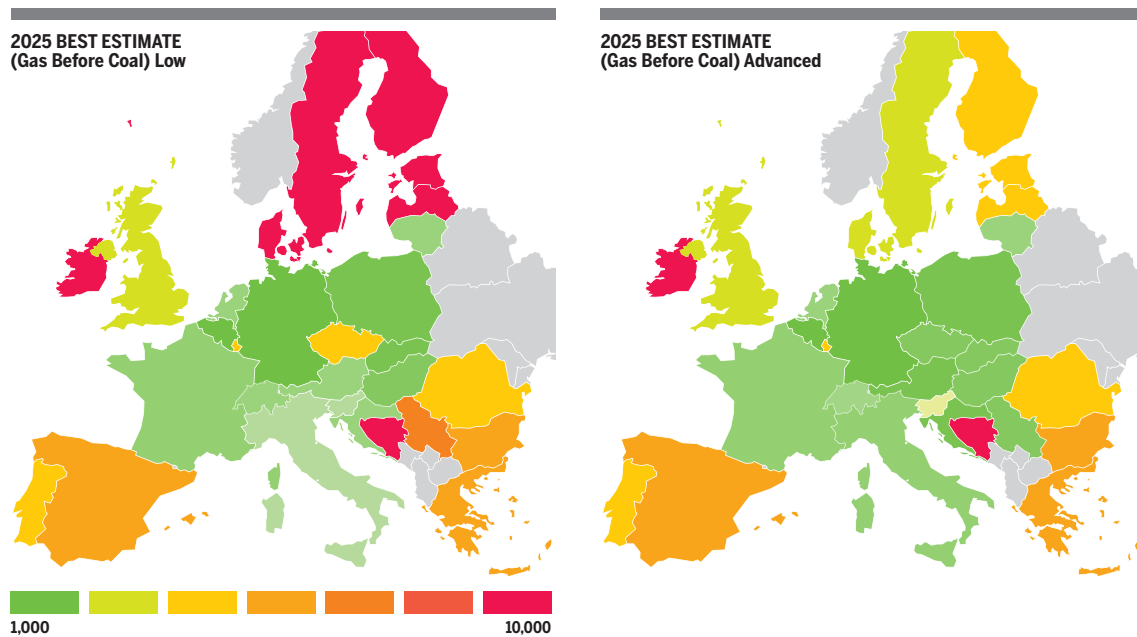 2025 BEST ESTIMATE
(Gas Before Coal) Low
2025 BEST ESTIMATE
(Gas Before Coal) Advanced
1,000
10,000